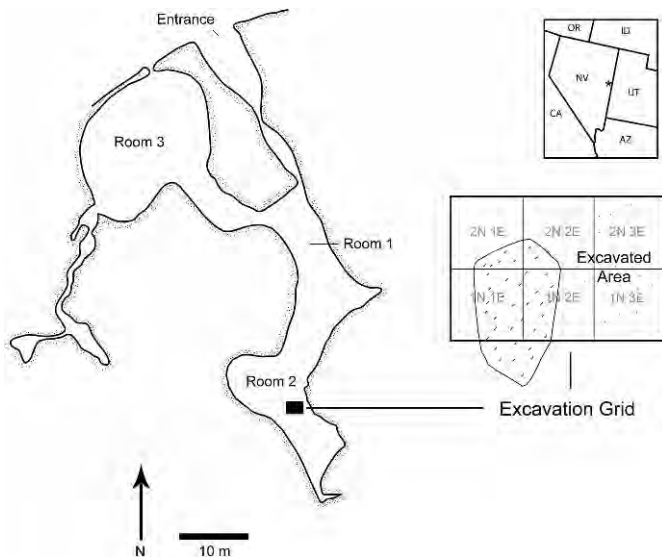 Entrance
OR
ID
NV
UT
CA
AZ
Room 3
Room 1
2N 1E
2N 2E
2N 3E
Excavated
Area
1N 1E
1N 2E
1N 3E
Room 2
Excavation Grid
N
10 m